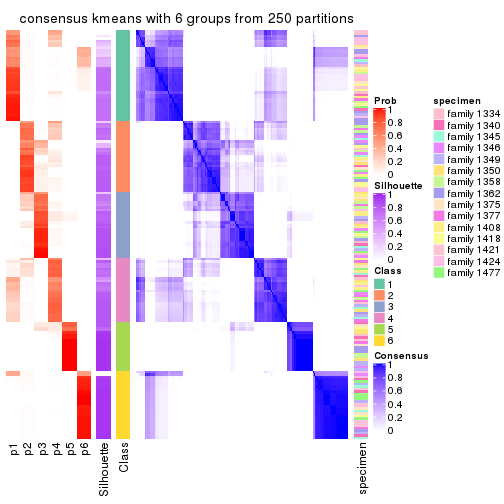 consensus kmeans with 6 groups from 250 partitions
Prob
1
0.8
0.6
0.4
0.2
0
Silhouette
1
0.8
0.6
0.4
0.2
0
Class
1
2
3
4
5
6
Consensus
1
0.8
0.6
0.4
0.2
0
specimen
family 1334
family 1340
family 1345
family 1346
family 1349
family 1350
family 1358
family 1362
family 1375
family 1377
family 1408
family 1418
family 1421
family 1424
family 1477
p1
p2
p3
p4
p5
p6
Silhouette
Class
specimen